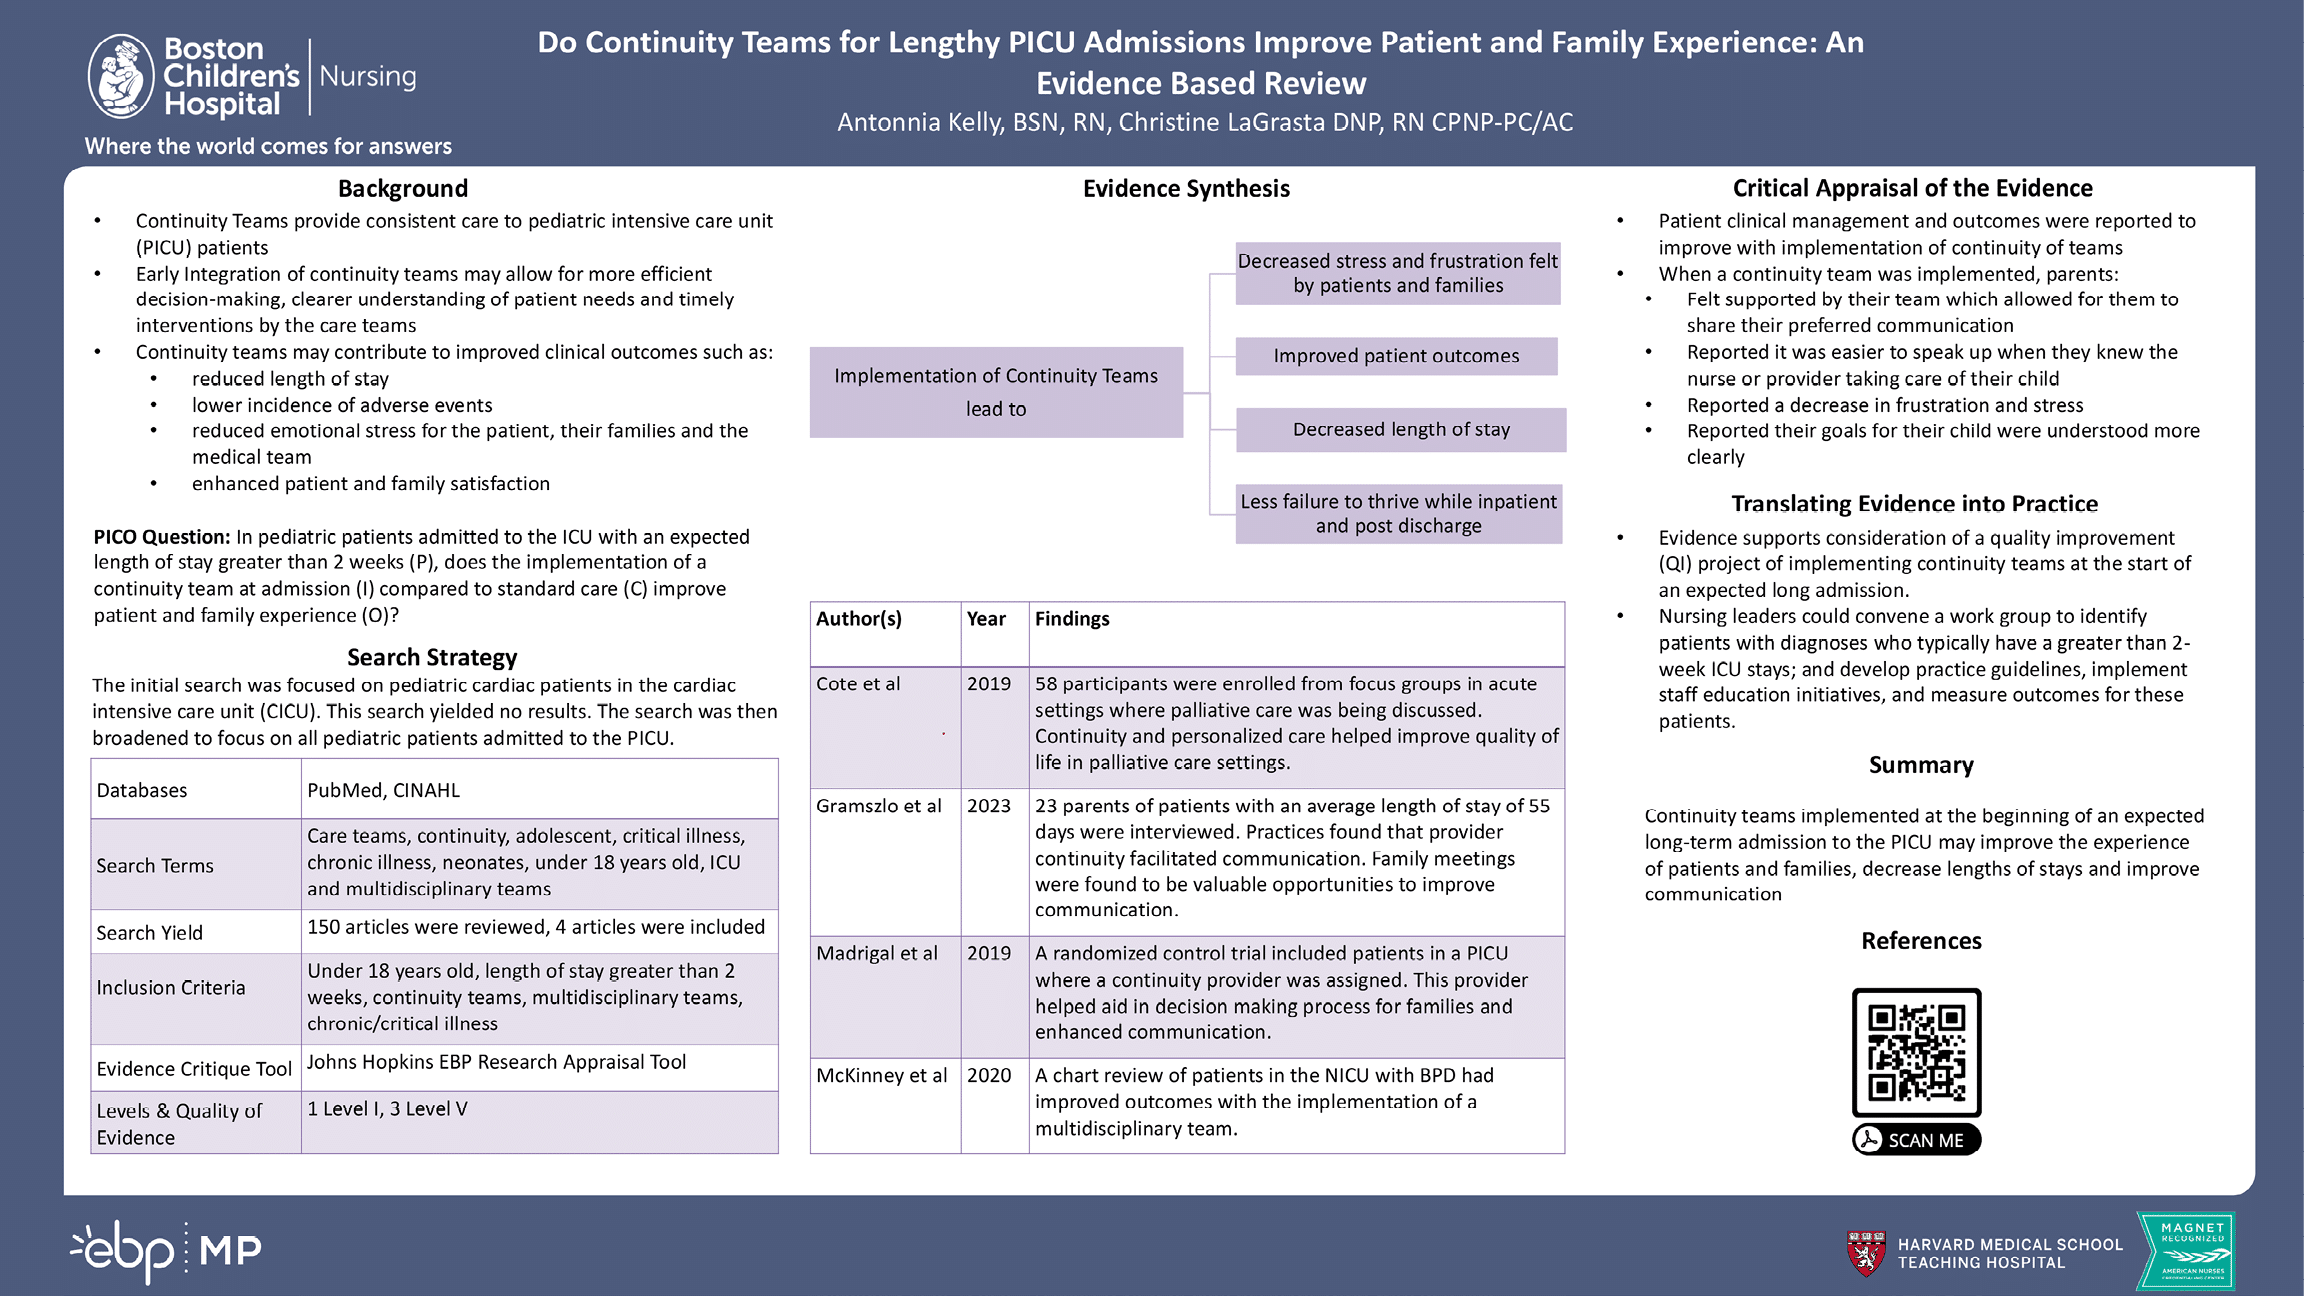 Boston
Children's
Hospital
Nursing
Where the world comes for answers
Do Continuity Teams for Lengthy PICU Admissions Improve Patient and Family Experience: An
Evidence Based Review
Antonnia Kelly, BSN, RN, Christine LaGrasta DNP, RN CPNP-PC/AC
Background
• Continuity Teams provide consistent care to pediatric intensive care unit
(PICU) patients
• Early Integration of continuity teams may allow for more efficient
decision-making, clearer understanding of patient needs and timely
interventions by the care teams
• Continuity teams may contribute to improved clinical outcomes such as:
• reduced length of stay
• lower incidence of adverse events
• reduced emotional stress for the patient, their families and the
medical team
• enhanced patient and family satisfaction
PICO Question: In pediatric patients admitted to the ICU with an expected
length of stay greater than 2 weeks (P), does the implementation of a
continuity team at admission (I) compared to standard care (C) improve
patient and family experience (O)?
Search Strategy
The initial search was focused on pediatric cardiac patients in the cardiac
intensive care unit (CICU). This search yielded no results. The search was then
broadened to focus on all pediatric patients admitted to the PICU.
Databases
PubMed, CINAHL
Search Terms
Care teams, continuity, adolescent, critical illness,
chronic illness, neonates, under 18 years old, ICU
and multidisciplinary teams
Search Yield
150 articles were reviewed, 4 articles were included
Inclusion Criteria
Under 18 years old, length of stay greater than 2
weeks, continuity teams, multidisciplinary teams,
chronic/critical illness
Evidence Critique Tool
Johns Hopkins EBP Research Appraisal Tool
Levels & Quality of
Evidence
1 Level I, 3 Level V
Evidence Synthesis
Implementation of Continuity Teams
lead to
Decreased stress and frustration felt
by patients and families
Improved patient outcomes
Decreased length of stay
Less failure to thrive while inpatient
and post discharge
Author(s) Year Findings
Cote et al 2019 58 participants were enrolled from focus groups in acute
settings where palliative care was being discussed.
Continuity and personalized care helped improve quality of
life in palliative care settings.
Gramszlo et al 2023 23 parents of patients with an average length of stay of 55
days were interviewed. Practices found that provider
continuity facilitated communication. Family meetings
were found to be valuable opportunities to improve
communication.
Madrigal et al 2019 A randomized control trial included patients in a PICU
where a continuity provider was assigned. This provider
helped aid in decision making process for families and
enhanced communication.
McKinney et al 2020 A chart review of patients in the NICU with BPD had
improved outcomes with the implementation of a
multidisciplinary team.
Critical Appraisal of the Evidence
• Patient clinical management and outcomes were reported to
improve with implementation of continuity of teams
• When a continuity team was implemented, parents:
• Felt supported by their team which allowed for them to
share their preferred communication
• Reported it was easier to speak up when they knew the
nurse or provider taking care of their child
• Reported a decrease in frustration and stress
• Reported their goals for their child were understood more
clearly
Translating Evidence into Practice
• Evidence supports consideration of a quality improvement
(QI) project of implementing continuity teams at the start of
an expected long admission.
• Nursing leaders could convene a work group to identify
patients with diagnoses who typically have a greater than 2-
week ICU stays; and develop practice guidelines, implement
staff education initiatives, and measure outcomes for these
patients.
Summary
Continuity teams implemented at the beginning of an expected
long-term admission to the PICU may improve the experience
of patients and families, decrease lengths of stays and improve
communication
References
SCAN ME
ebp MP
HARVARD MEDICAL SCHOOL
TEACHING HOSPITAL
MAGNET
RECOGNIZED
AMERICAN NURSES
CREDENTIALING CENTER